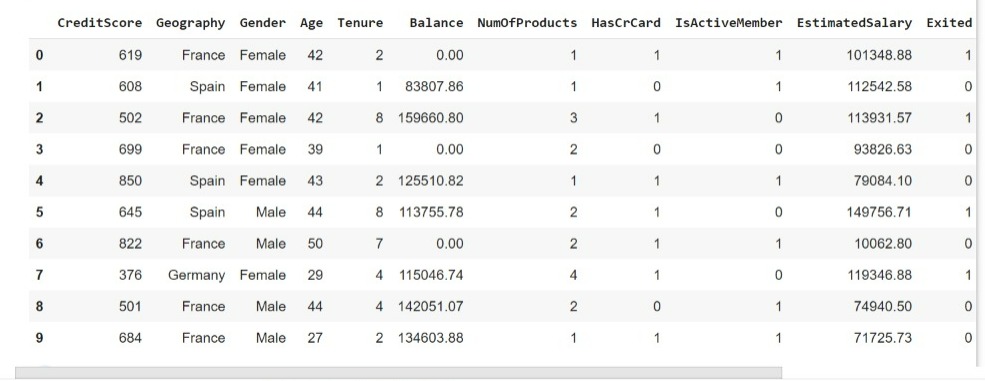 CreditScore Geography Gender Age Tenure Balance NumOfProducts HasCrCard IsActiveMember EstimatedSalary Exited
0 619 France Female 42 2 0.00 1 1 1 101348.88 1
1 608 Spain Female 41 1 83807.86 1 0 1 112542.58 0
2 502 France Female 42 8 159660.80 3 1 0 113931.57 1
3 699 France Female 39 1 0.00 2 0 0 93826.63 0
4 850 Spain Female 43 2 125510.82 1 1 1 79084.10 0
5 645 Spain Male 44 8 113755.78 2 1 0 149756.71 1
6 822 France Male 50 7 0.00 2 1 1 10062.80 0
7 376 Germany Female 29 4 115046.74 4 1 0 119346.88 1
8 501 France Male 44 4 142051.07 2 0 1 74940.50 0
9 684 France Male 27 2 134603.88 1 1 1 71725.73 0